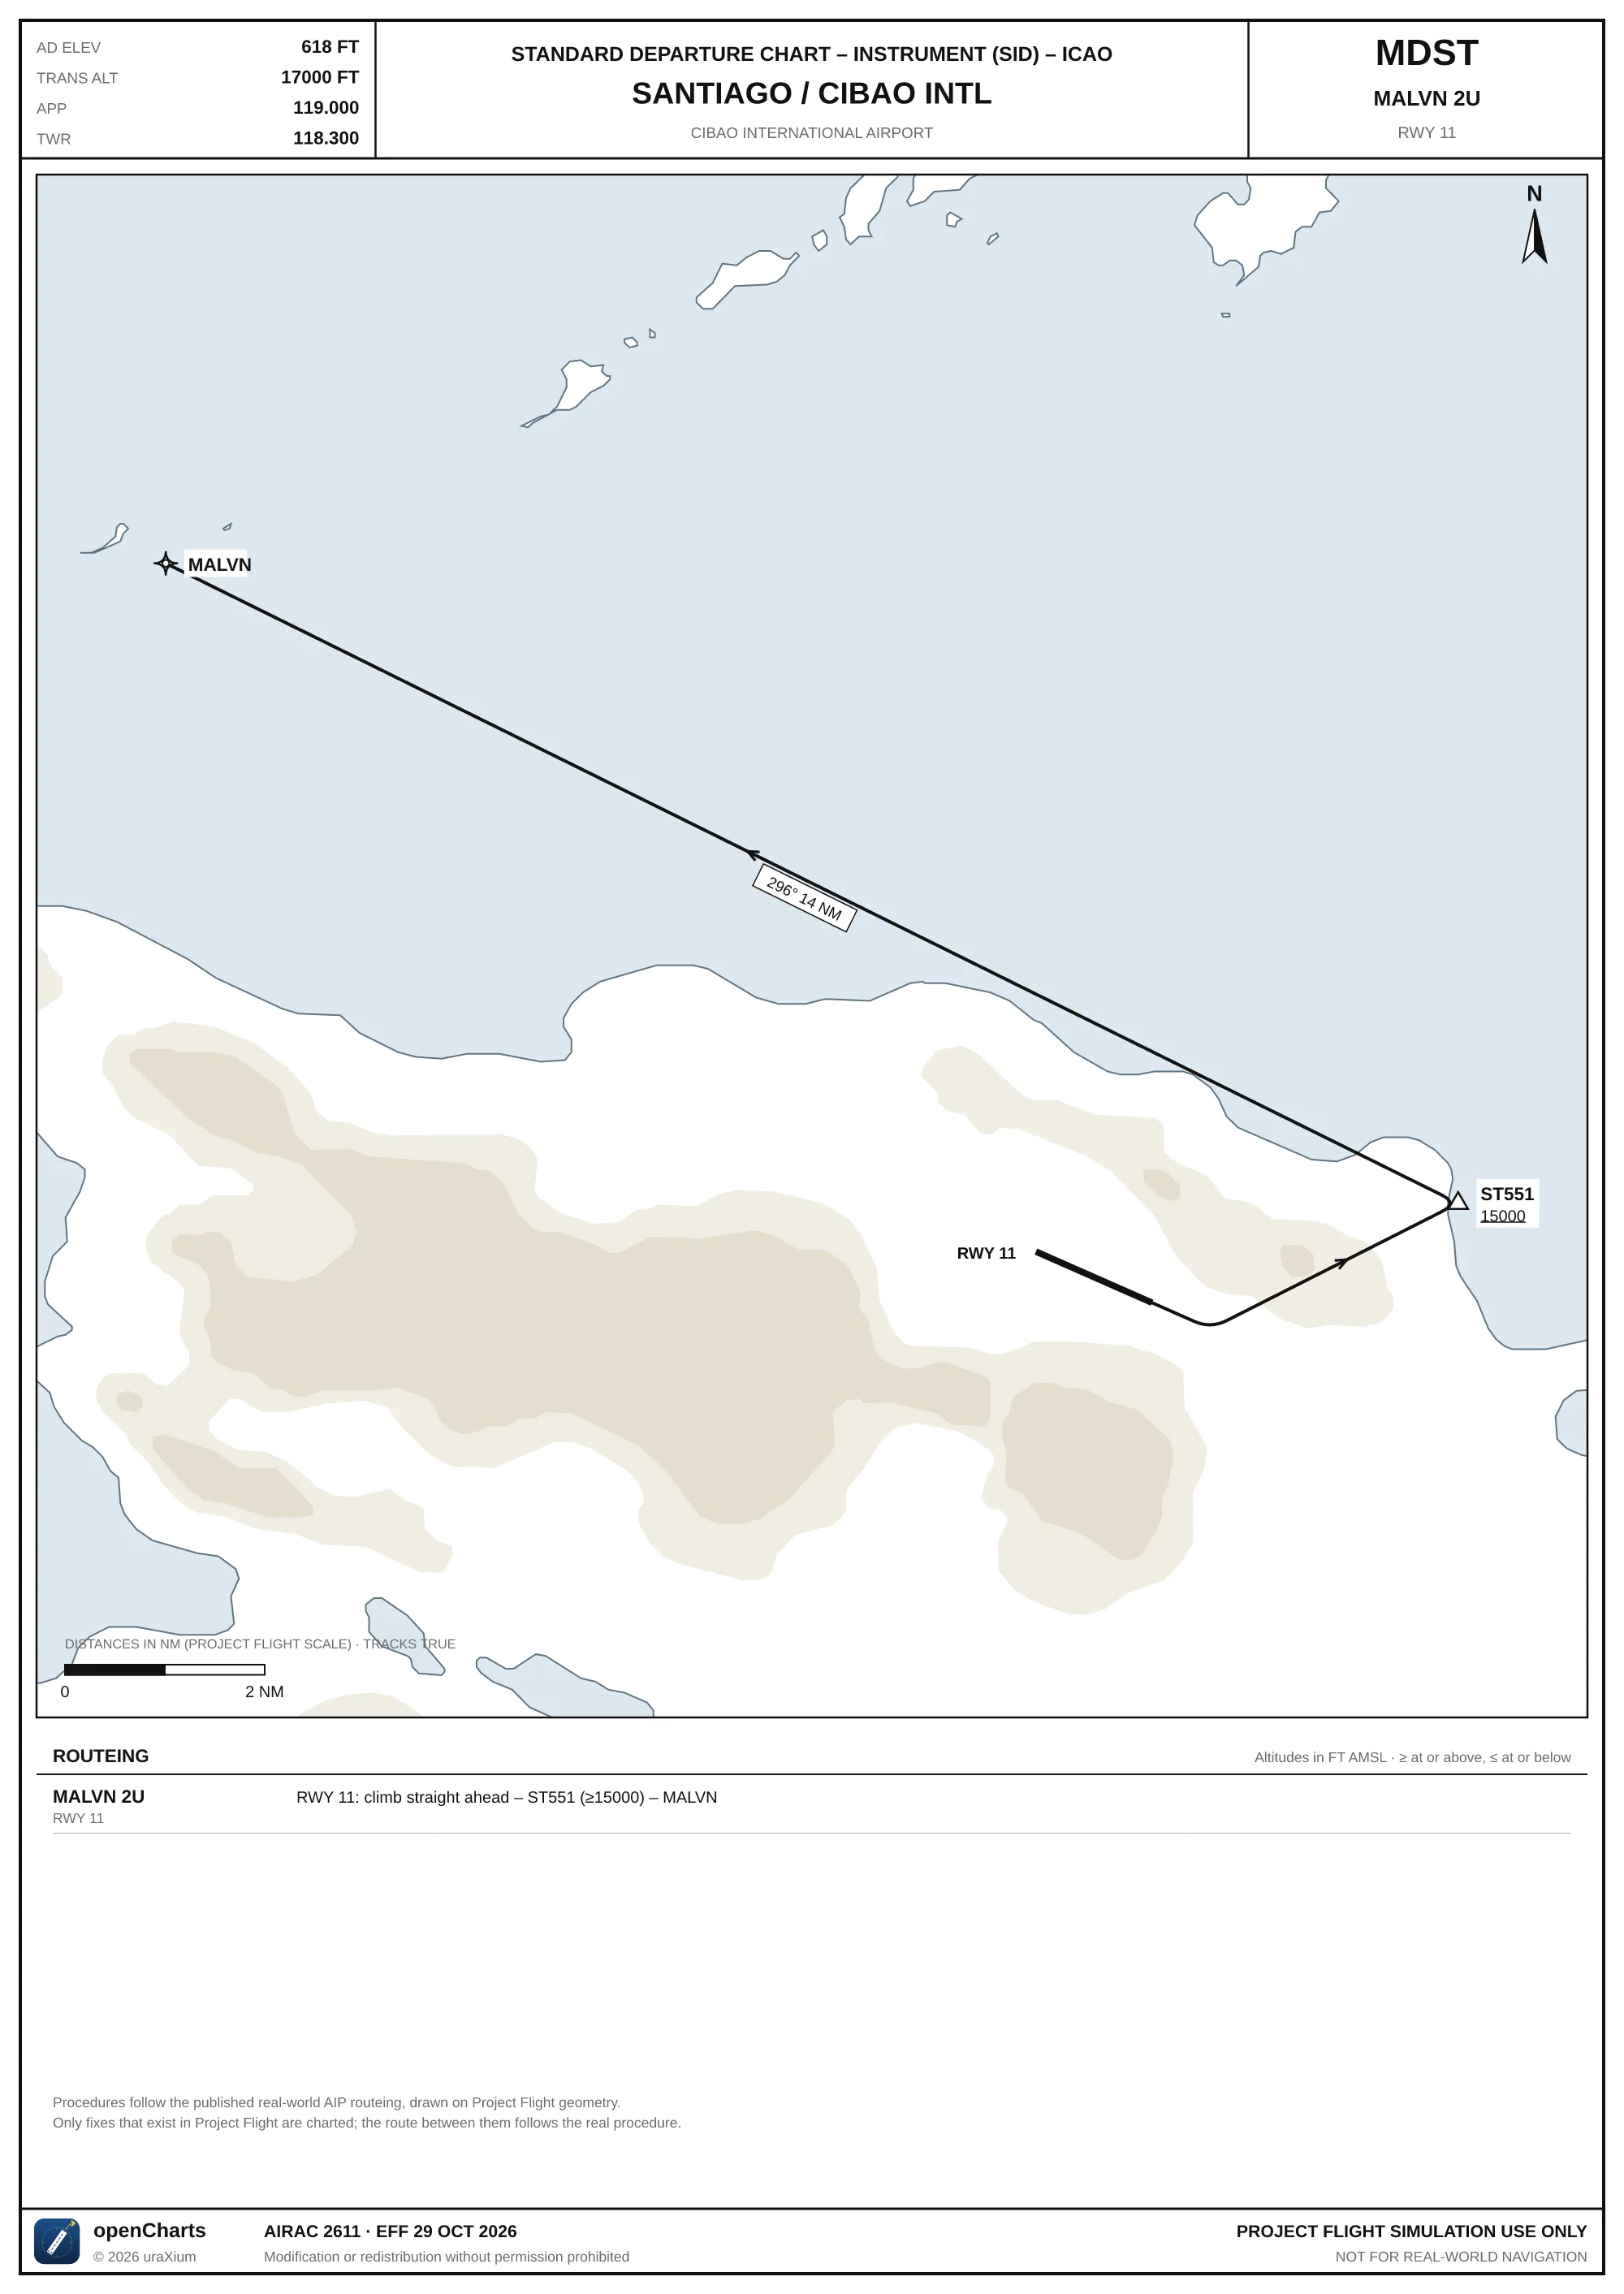 AD ELEV 618 FT
TRANS ALT 17000 FT
APP 119.000
TWR 118.300
STANDARD DEPARTURE CHART – INSTRUMENT (SID) – ICAO
SANTIAGO / CIBAO INTL
CIBAO INTERNATIONAL AIRPORT
MDST
MALVN 2U
RWY 11
N
MALVN
296° 14 NM
ST551
15000
RWY 11
DISTANCES IN NM (PROJECT FLIGHT SCALE) · TRACKS TRUE
0 2 NM
ROUTEING
Altitudes in FT AMSL · ≥ at or above, ≤ at or below
MALVN 2U
RWY 11: climb straight ahead – ST551 (≥15000) – MALVN
RWY 11
Procedures follow the published real-world AIP routeing, drawn on Project Flight geometry.
Only fixes that exist in Project Flight are charted; the route between them follows the real procedure.
openCharts
© 2026 uraXium
AIRAC 2611 · EFF 29 OCT 2026
Modification or redistribution without permission prohibited
PROJECT FLIGHT SIMULATION USE ONLY
NOT FOR REAL-WORLD NAVIGATION